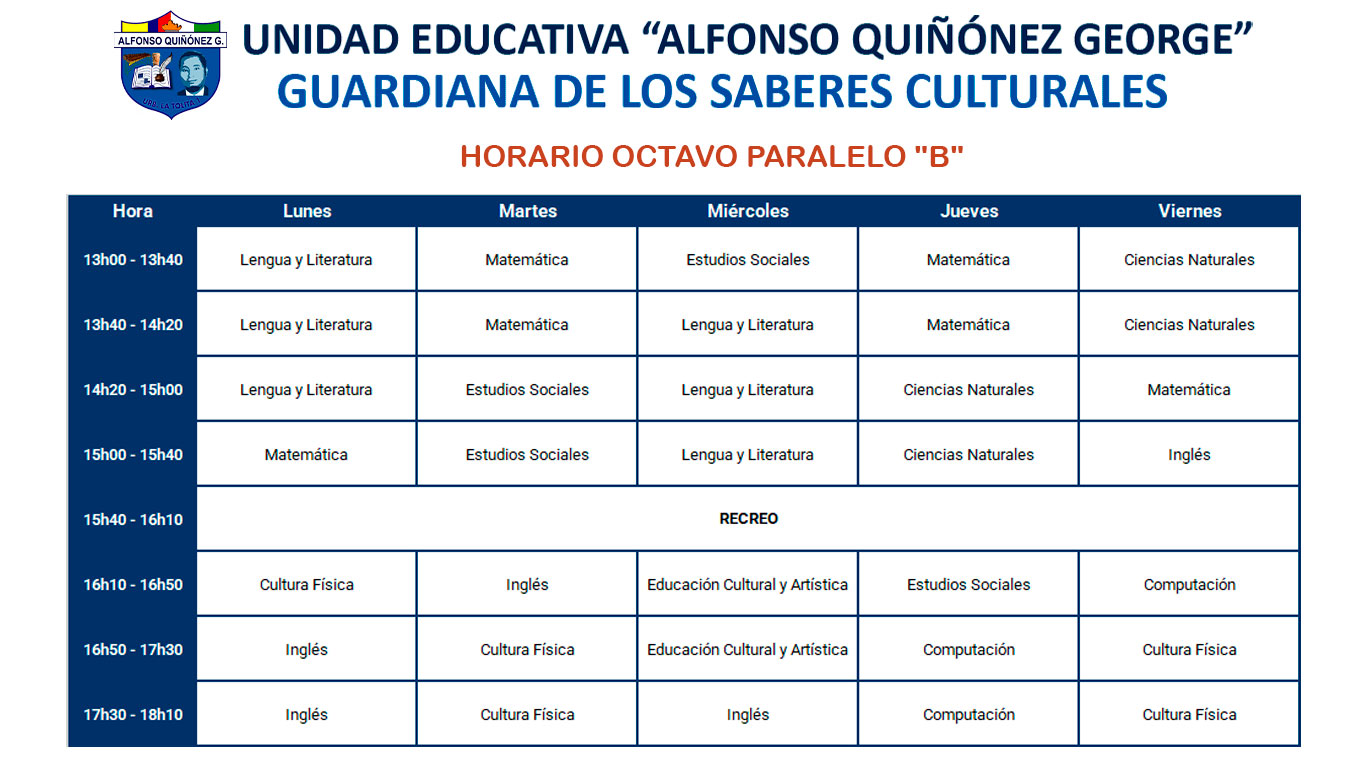 ALFONSO QUIÑÓNEZ G.
URB. LA TOLITA 1
UNIDAD EDUCATIVA “ALFONSO QUIÑÓNEZ GEORGE”
GUARDIANA DE LOS SABERES CULTURALES
HORARIO OCTAVO PARALELO "B"
Hora Lunes Martes Miércoles Jueves Viernes
13h00 - 13h40 Lengua y Literatura Matemática Estudios Sociales Matemática Ciencias Naturales
13h40 - 14h20 Lengua y Literatura Matemática Lengua y Literatura Matemática Ciencias Naturales
14h20 - 15h00 Lengua y Literatura Estudios Sociales Lengua y Literatura Ciencias Naturales Matemática
15h00 - 15h40 Matemática Estudios Sociales Lengua y Literatura Ciencias Naturales Inglés
15h40 - 16h10 RECREO
16h10 - 16h50 Cultura Física Inglés Educación Cultural y Artística Estudios Sociales Computación
16h50 - 17h30 Inglés Cultura Física Educación Cultural y Artística Computación Cultura Física
17h30 - 18h10 Inglés Cultura Física Inglés Computación Cultura Física